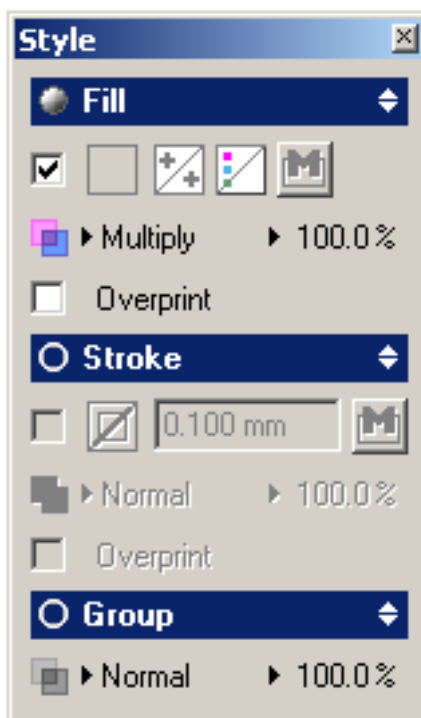 Style
Fill
Multiply 100.0%
Overprint
Stroke
0.100 mm
Normal 100.0%
Overprint
Group
Normal 100.0%